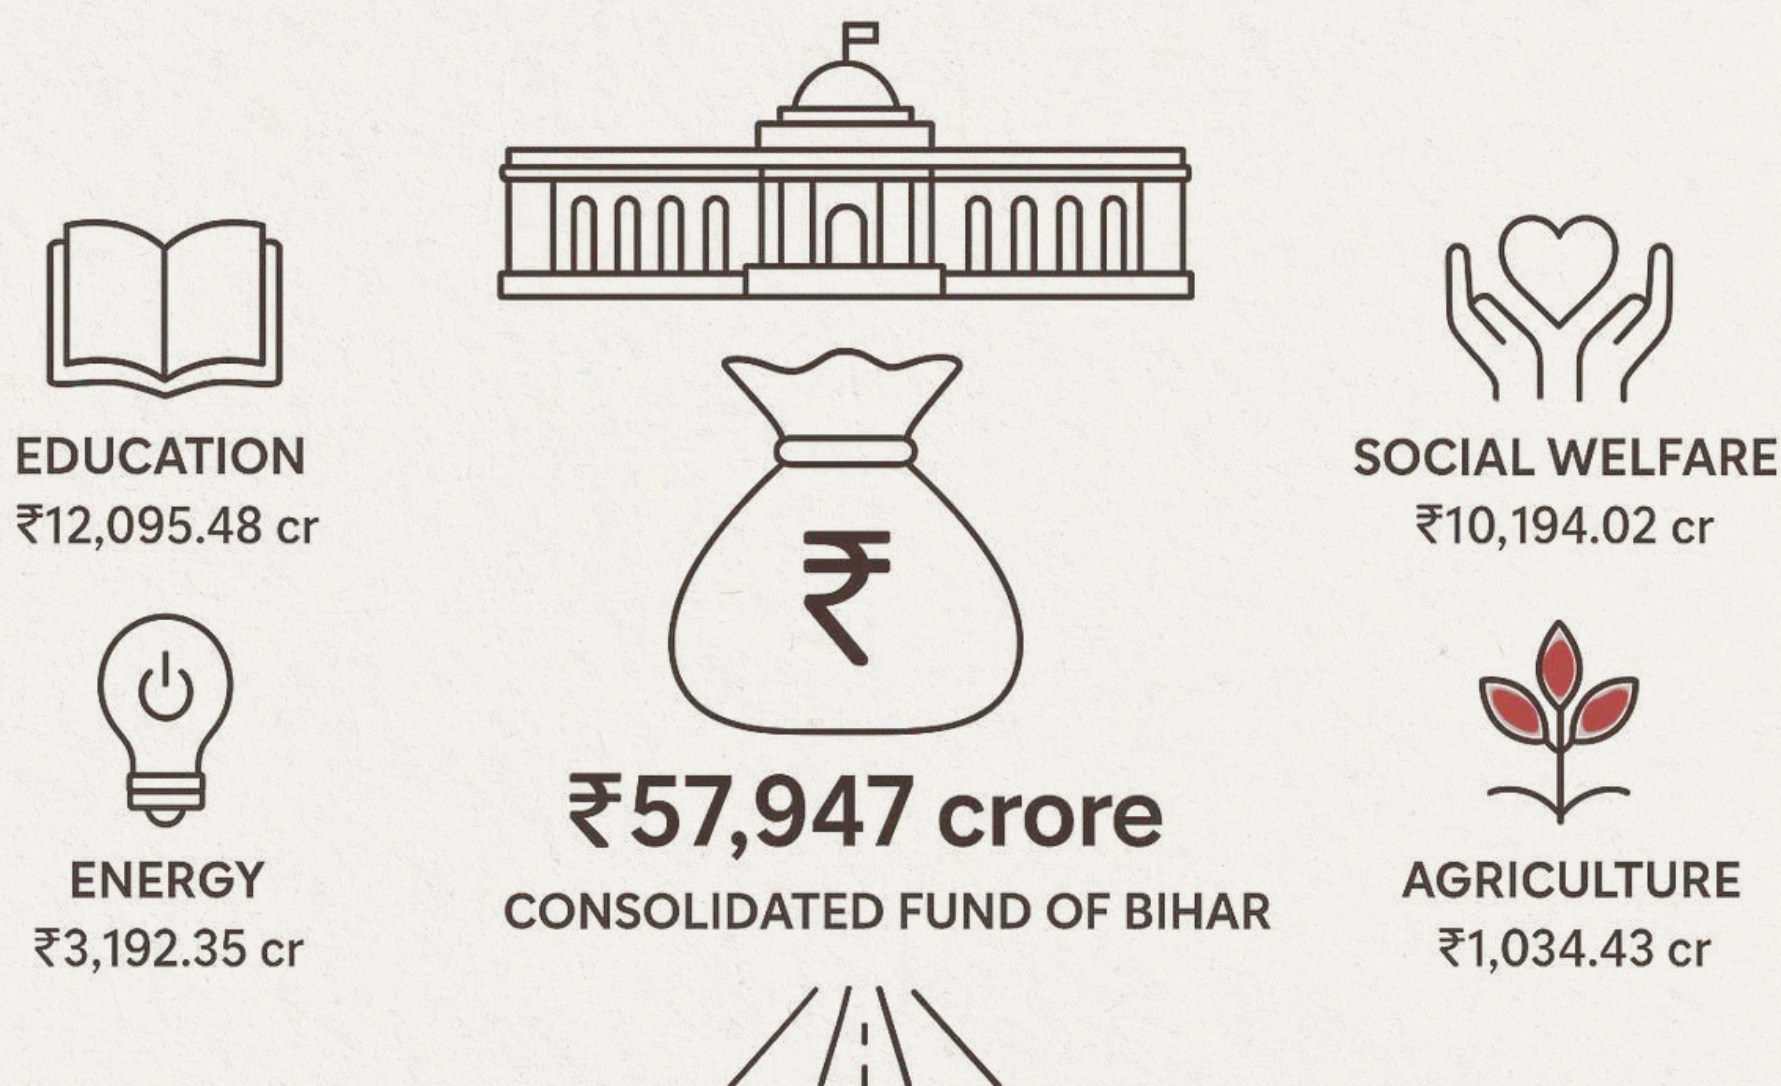 EDUCATION
₹12,095.48 cr
SOCIAL WELFARE
₹10,194.02 cr
₹
ENERGY
₹3,192.35 cr
₹57,947 crore
CONSOLIDATED FUND OF BIHAR
AGRICULTURE
₹1,034.43 cr